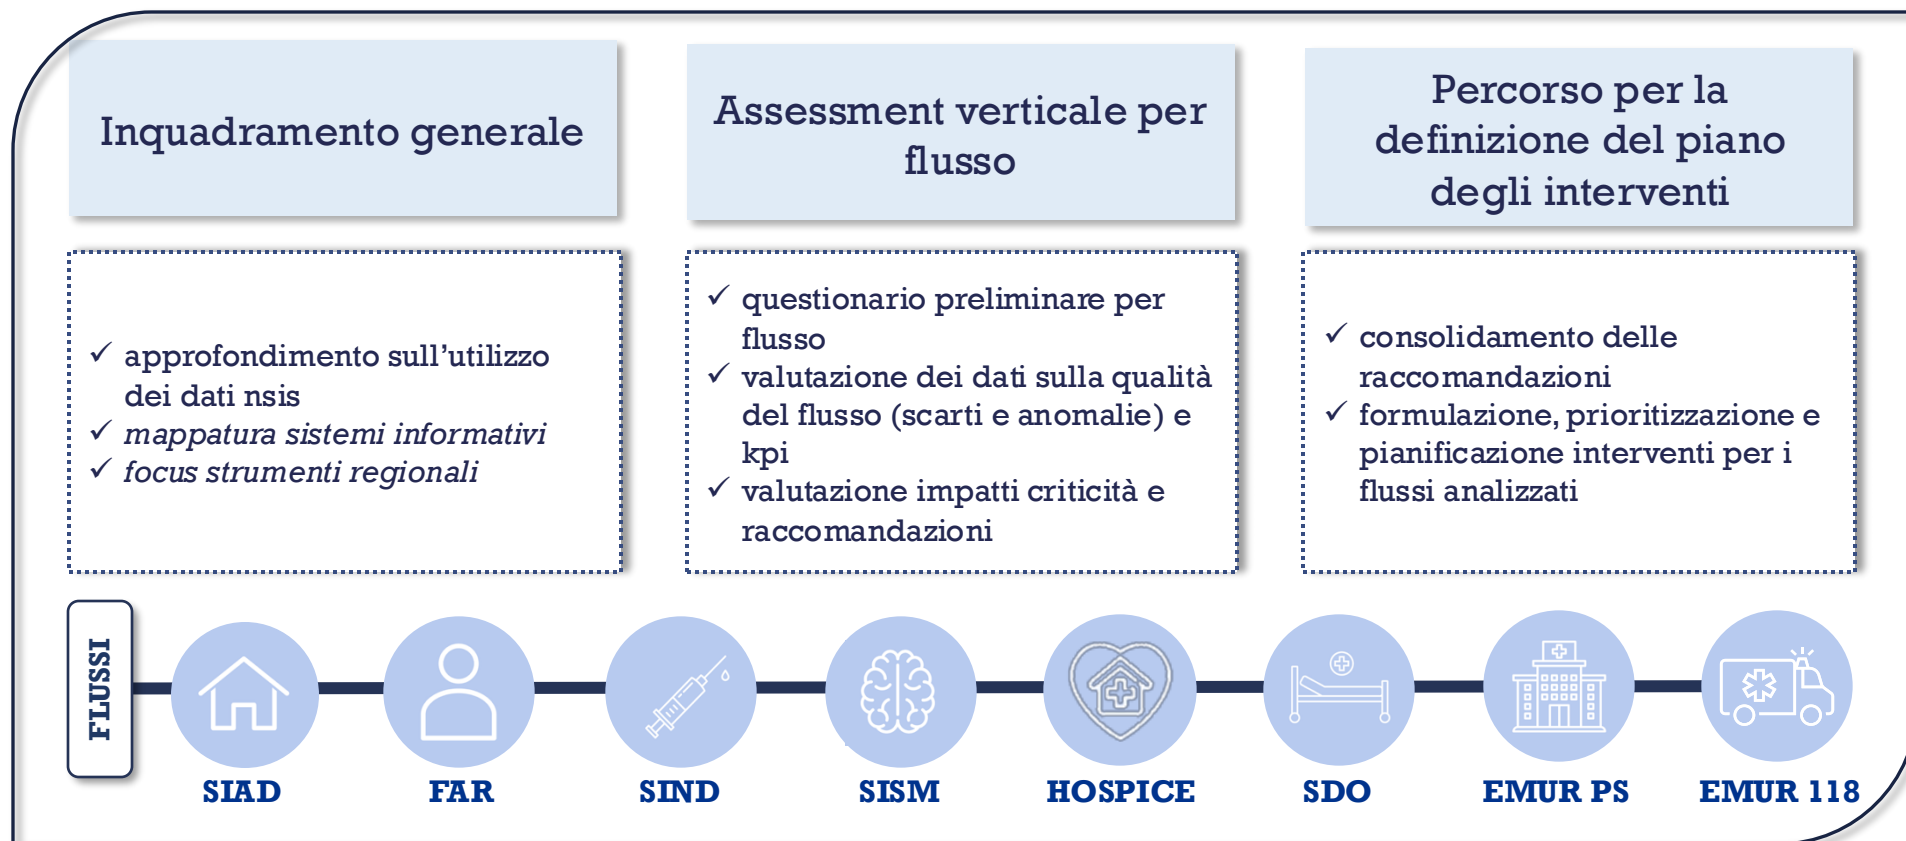 Inquadramento generale
Assessment verticale per
flusso
Percorso per la
definizione del piano
degli interventi
✓ approfondimento sull’utilizzo
dei dati nsis
✓ mappatura sistemi informativi
✓ focus strumenti regionali
✓ questionario preliminare per
flusso
✓ valutazione dei dati sulla qualità
del flusso (scarti e anomalie) e
kpi
✓ valutazione impatti criticità e
raccomandazioni
✓ consolidamento delle
raccomandazioni
✓ formulazione, prioritizzazione e
pianificazione interventi per i
flussi analizzati
FLUSSI
SIAD
FAR
SIND
SISM
HOSPICE
SDO
EMUR PS
EMUR 118